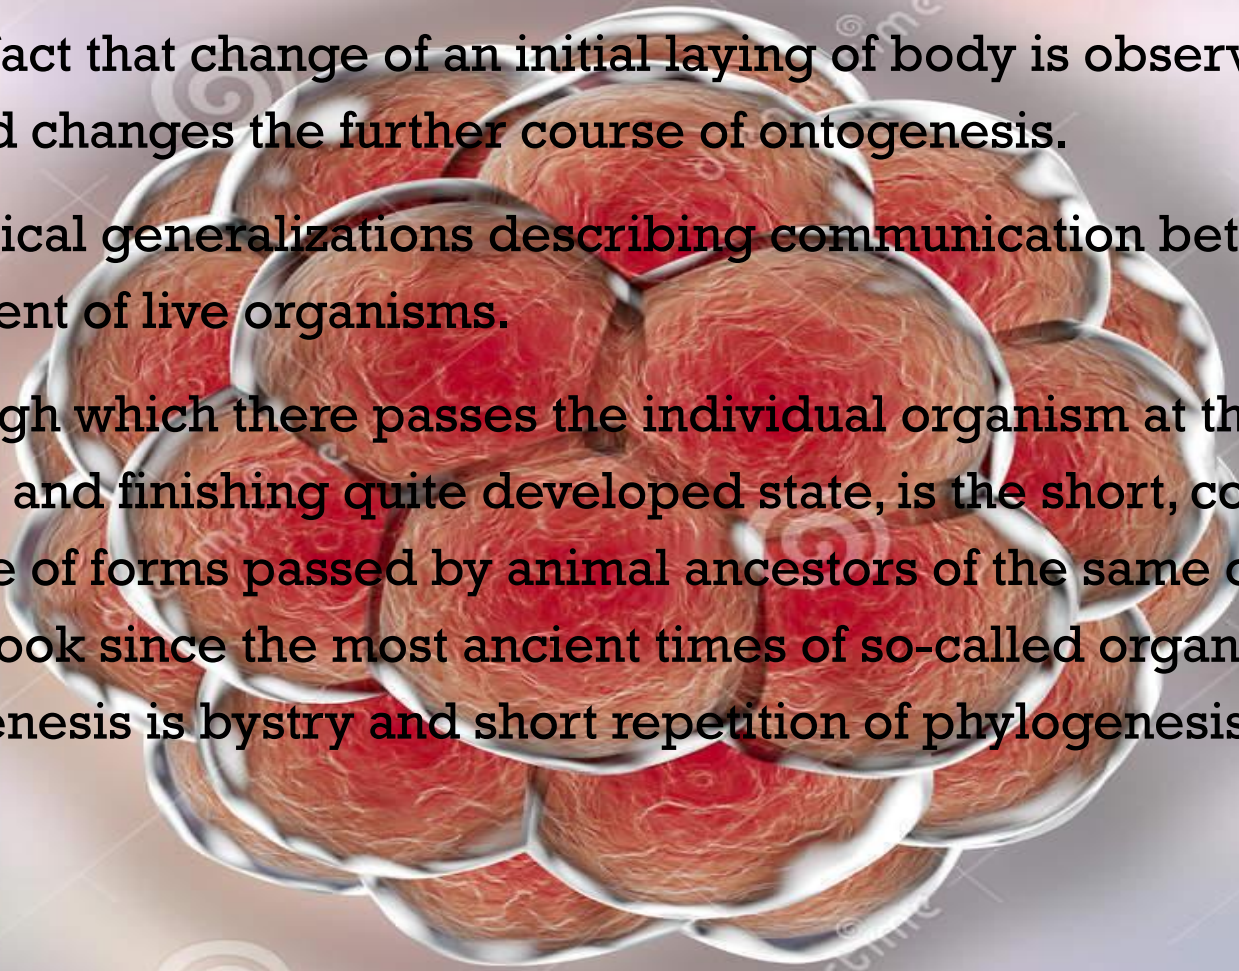 act that change of an initial laying of body is observ
d changes the further course of ontogenesis.
ical generalizations describing communication bet
ent of live organisms.
gh which there passes the individual organism at th
and finishing quite developed state, is the short, co
e of forms passed by animal ancestors of the same o
ook since the most ancient times of so-called organ
enesis is bystry and short repetition of phylogenesis